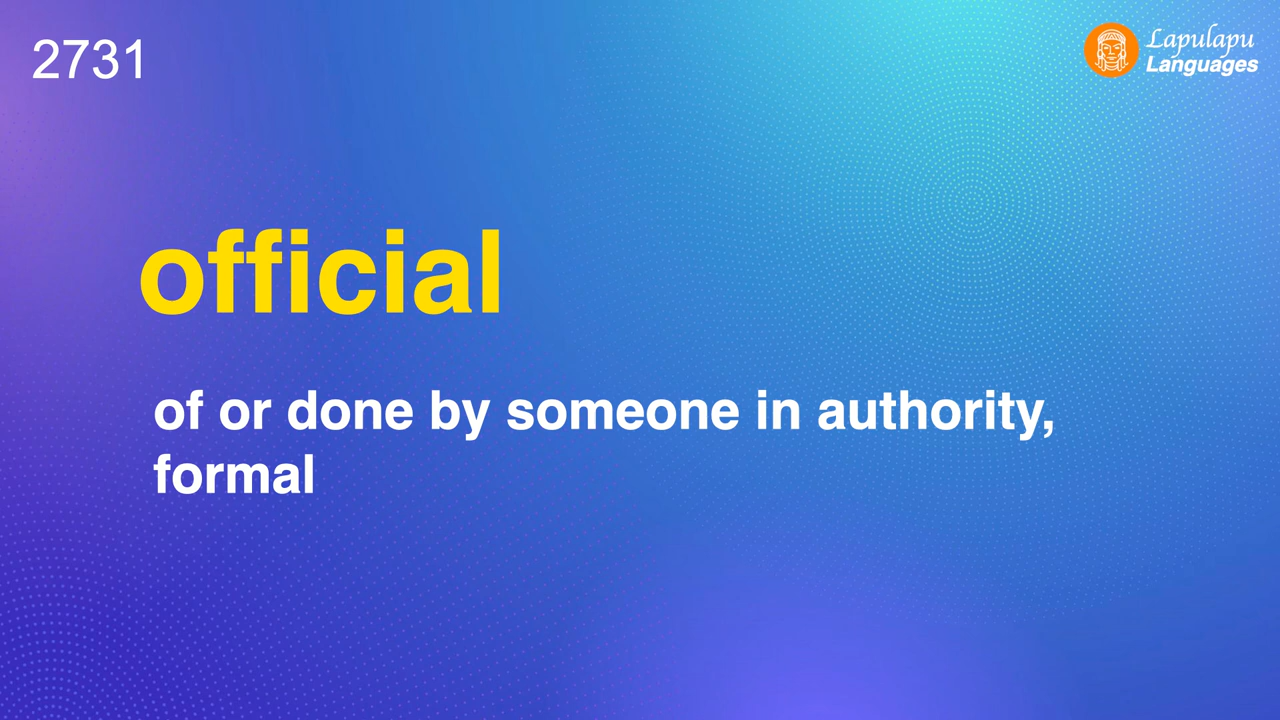 2731
Lapulapu
Languages
official
of or done by someone in authority,
formal